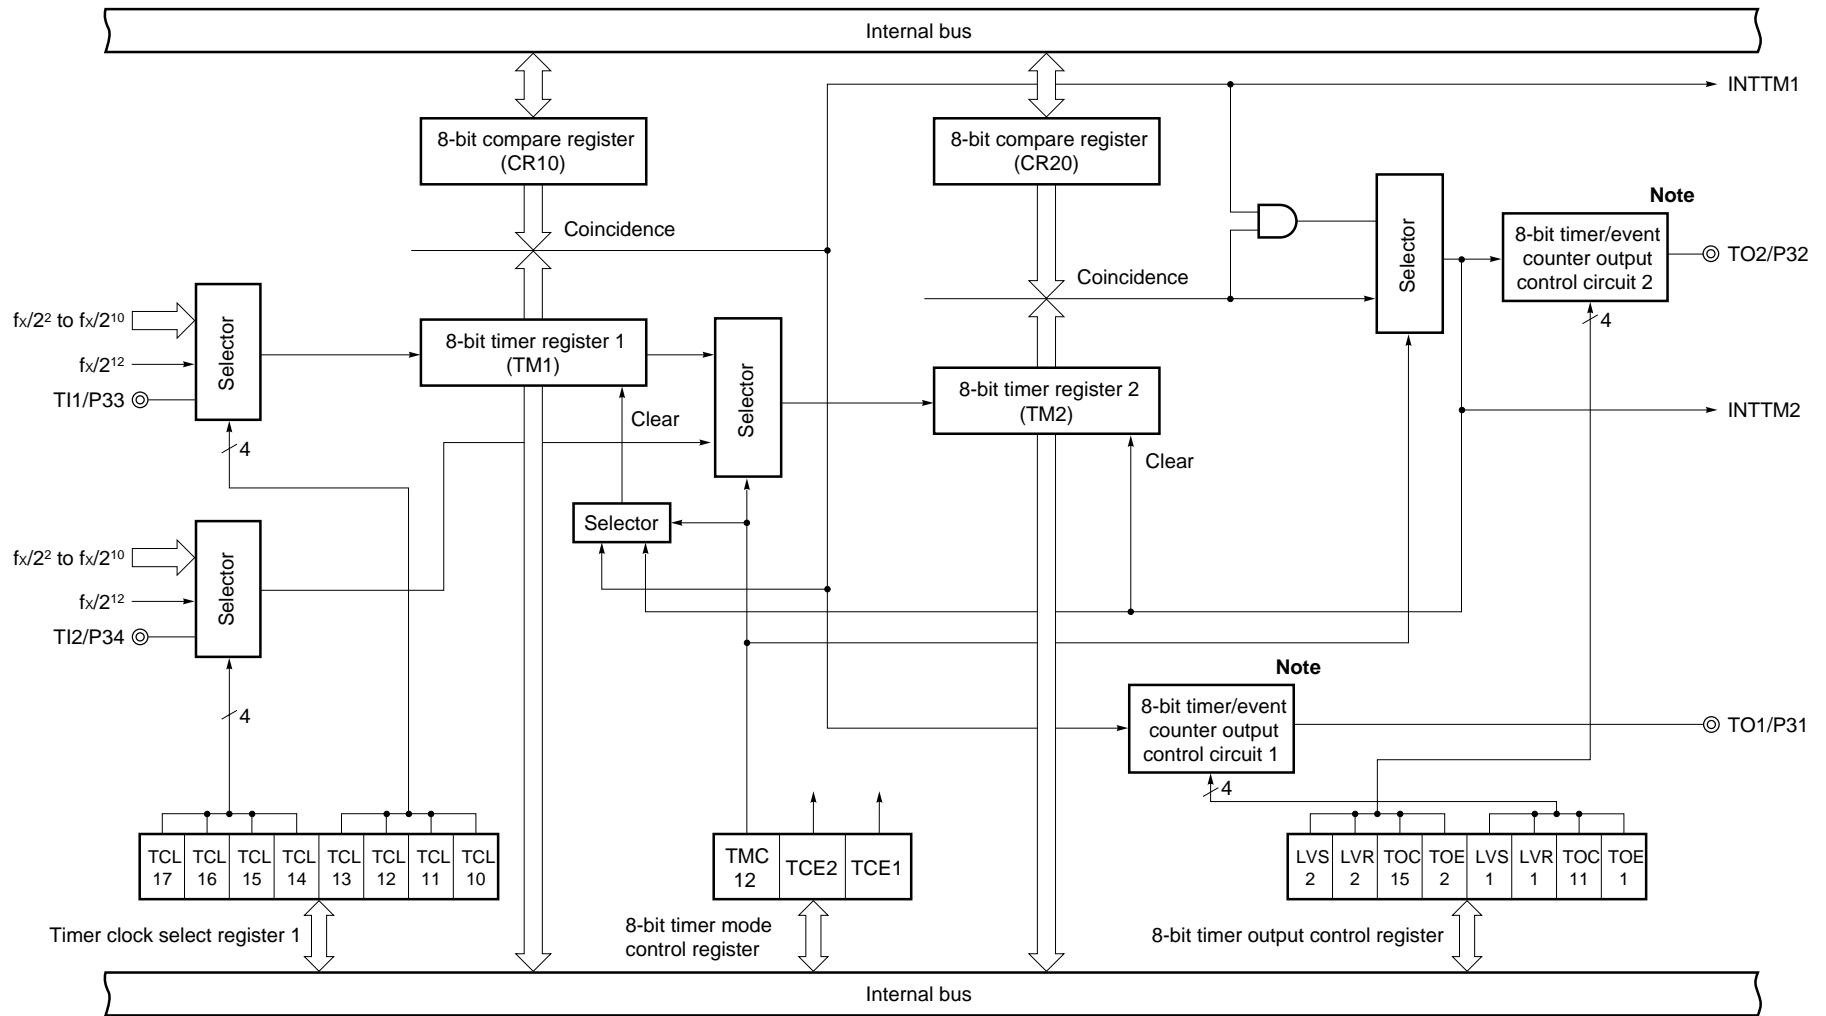 Internal bus
INTTM1
8-bit compare register
(CR10)
8-bit compare register
(CR20)
Note
Coincidence
Selector
8-bit timer/event
counter output
control circuit 2
TO2/P32
Coincidence
fX/2² to fX/2¹⁰
Selector
8-bit timer register 1
(TM1)
4
fX/2¹²
TI1/P33
Selector
8-bit timer register 2
(TM2)
INTTM2
Clear
4
Clear
Selector
fX/2² to fX/2¹⁰
Selector
fX/2¹²
TI2/P34
Note
4
8-bit timer/event
counter output
control circuit 1
TO1/P31
4
TCL 17
TCL 16
TCL 15
TCL 14
TCL 13
TCL 12
TCL 11
TCL 10
TMC 12
TCE2
TCE1
LVS 2
LVR 2
TOC 15
TOE 2
LVS 1
LVR 1
TOC 11
TOE 1
Timer clock select register 1
8-bit timer mode
control register
8-bit timer output control register
Internal bus